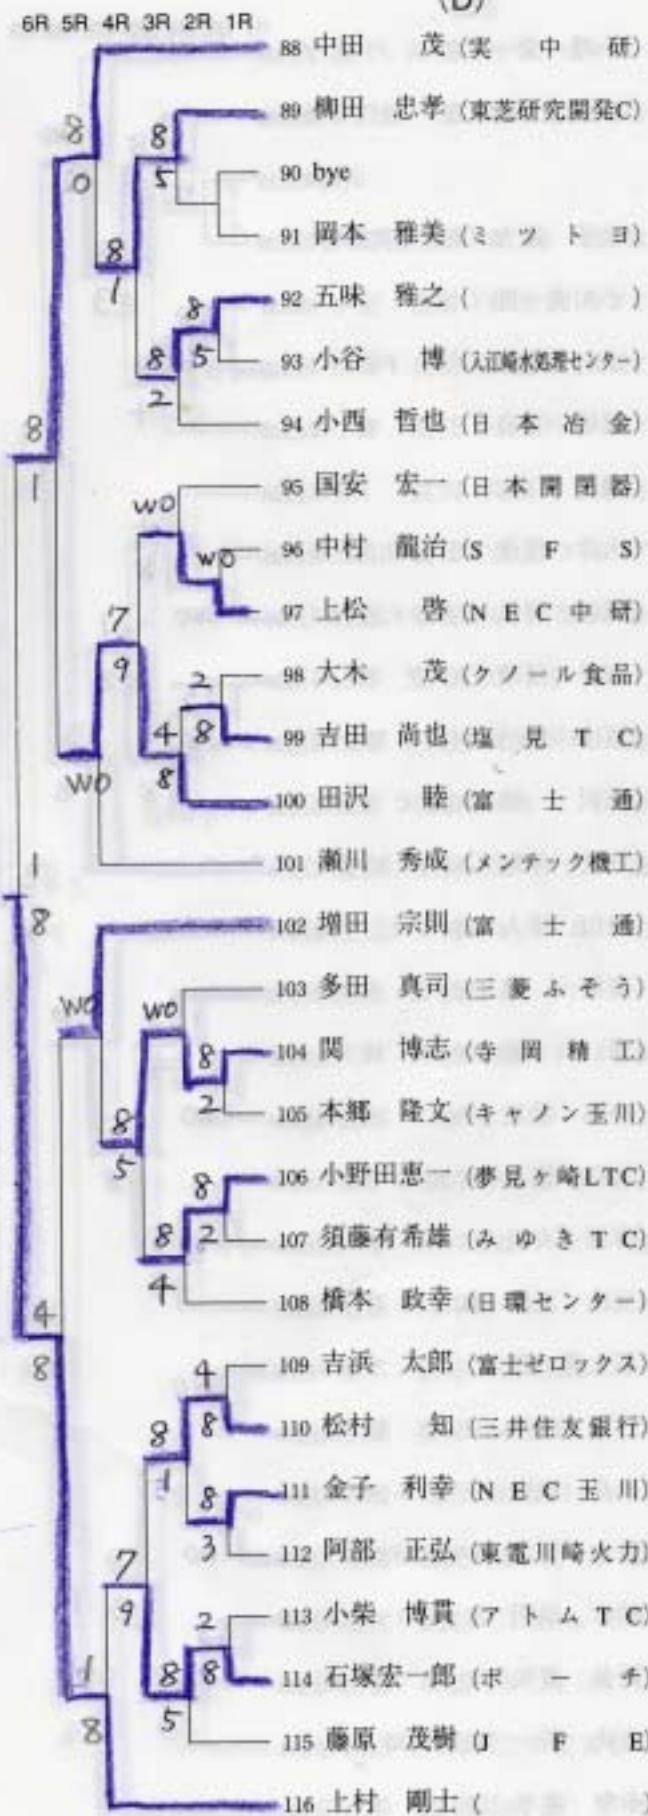 (D)
6R 5R 4R 3R 2R 1R
88 中田 茂 (実中研)
8
89 柳田 忠孝 (東芝研究開発C)
8
0
5
90 bye
91 岡本 雅美 (ミツトヨ)
8
1
92 五味 雅之 ( )
8
8
5
93 小谷 博 (入江崎水処理センター)
2
94 小西 哲也 (日本冶金)
8
1
95 国安 宏一 (日本開閉器)
WO
96 中村 龍治 (SFS)
WO
97 上松 啓 (NEC中研)
7
9
2
98 大木 茂 (クノール食品)
4
8
99 吉田 尚也 (塩見TC)
WO
8
100 田沢 睦 (富士通)
1
101 瀬川 秀成 (メンテック機工)
8
102 増田 宗則 (富士通)
WO
103 多田 真司 (三菱ふそう)
WO
8
104 関 博志 (寺岡精工)
2
105 本郷 隆文 (キヤノン玉川)
8
5
8
106 小野田恵一 (夢見ヶ崎LTC)
8
2
107 須藤有希雄 (みゆきTC)
4
108 橋本 政幸 (日環センター)
4
8
4
109 吉浜 太郎 (富士ゼロックス)
8
8
110 松村 知 (三井住友銀行)
1
8
111 金子 利幸 (NEC玉川)
3
112 阿部 正弘 (東電川崎火力)
7
9
2
113 小柴 博貫 (アトムTC)
8
8
114 石塚宏一郎 (ポーチ)
1
5
8
115 藤原 茂樹 (JFE)
116 上村 剛士 (